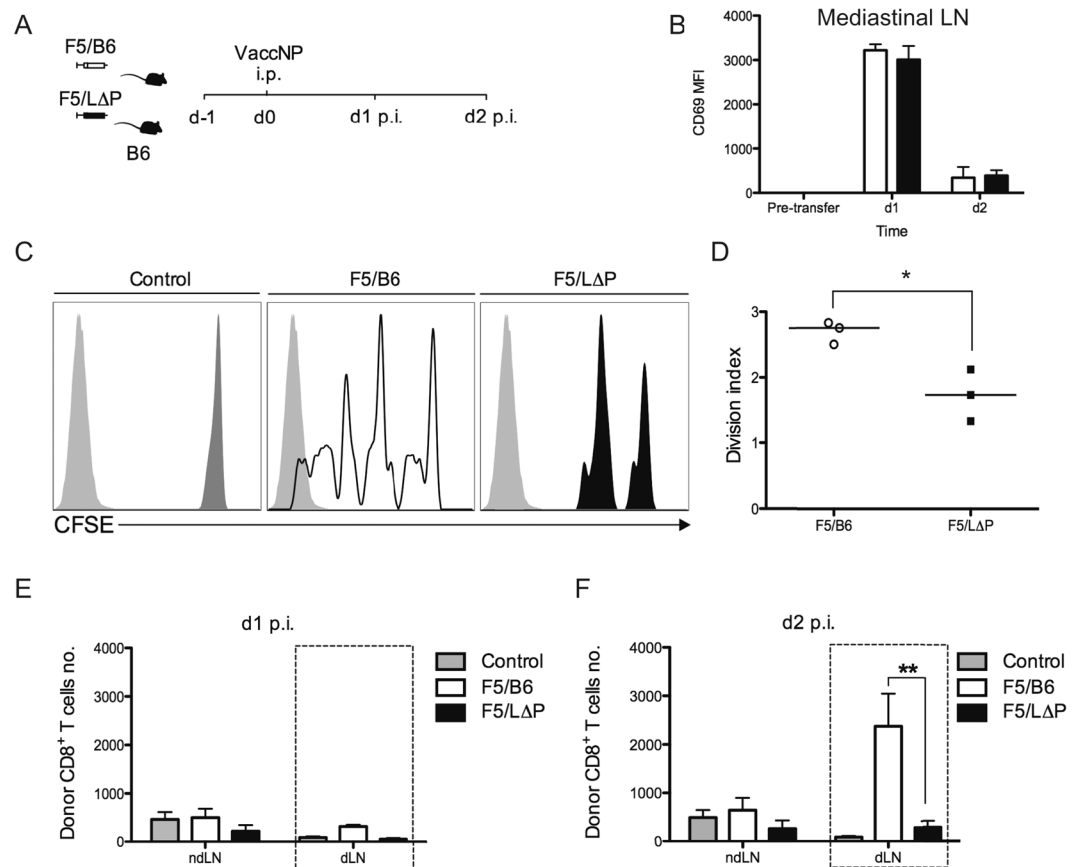 A
F5/B6
F5/LΔP
B6
VaccNP
i.p.
d-1 d0 d1 p.i. d2 p.i.
B
Mediastinal LN
CD69 MFI
4000
3000
2000
1000
0
Pre-transfer d1 d2
Time
C
Control F5/B6 F5/LΔP
CFSE
D
*
Division index
3
2
1
0
F5/B6 F5/LΔP
E
d1 p.i.
Donor CD8⁺ T cells no.
4000
3000
2000
1000
0
ndLN dLN
Control
F5/B6
F5/LΔP
F
d2 p.i.
Donor CD8⁺ T cells no.
4000
3000
2000
1000
0
**
ndLN dLN
Control
F5/B6
F5/LΔP